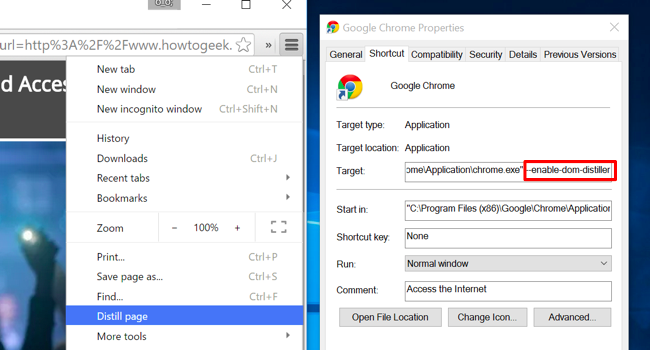 url=http%3A%2F%2Fwww.howtogeek.
»
d Acces
New tab Ctrl+T
New window Ctrl+N
New incognito window Ctrl+Shift+N
History
Downloads Ctrl+J
Recent tabs
Bookmarks
Zoom − 100% +
Print... Ctrl+P
Save page as... Ctrl+S
Find... Ctrl+F
Distill page
More tools
Google Chrome Properties
General Shortcut Compatibility Security Details Previous Versions
Google Chrome
Target type: Application
Target location: Application
Target: ome\Application\chrome.exe" --enable-dom-distiller
Start in: "C:\Program Files (x86)\Google\Chrome\Application
Shortcut key: None
Run: Normal window
Comment: Access the Internet
Open File Location Change Icon... Advanced...